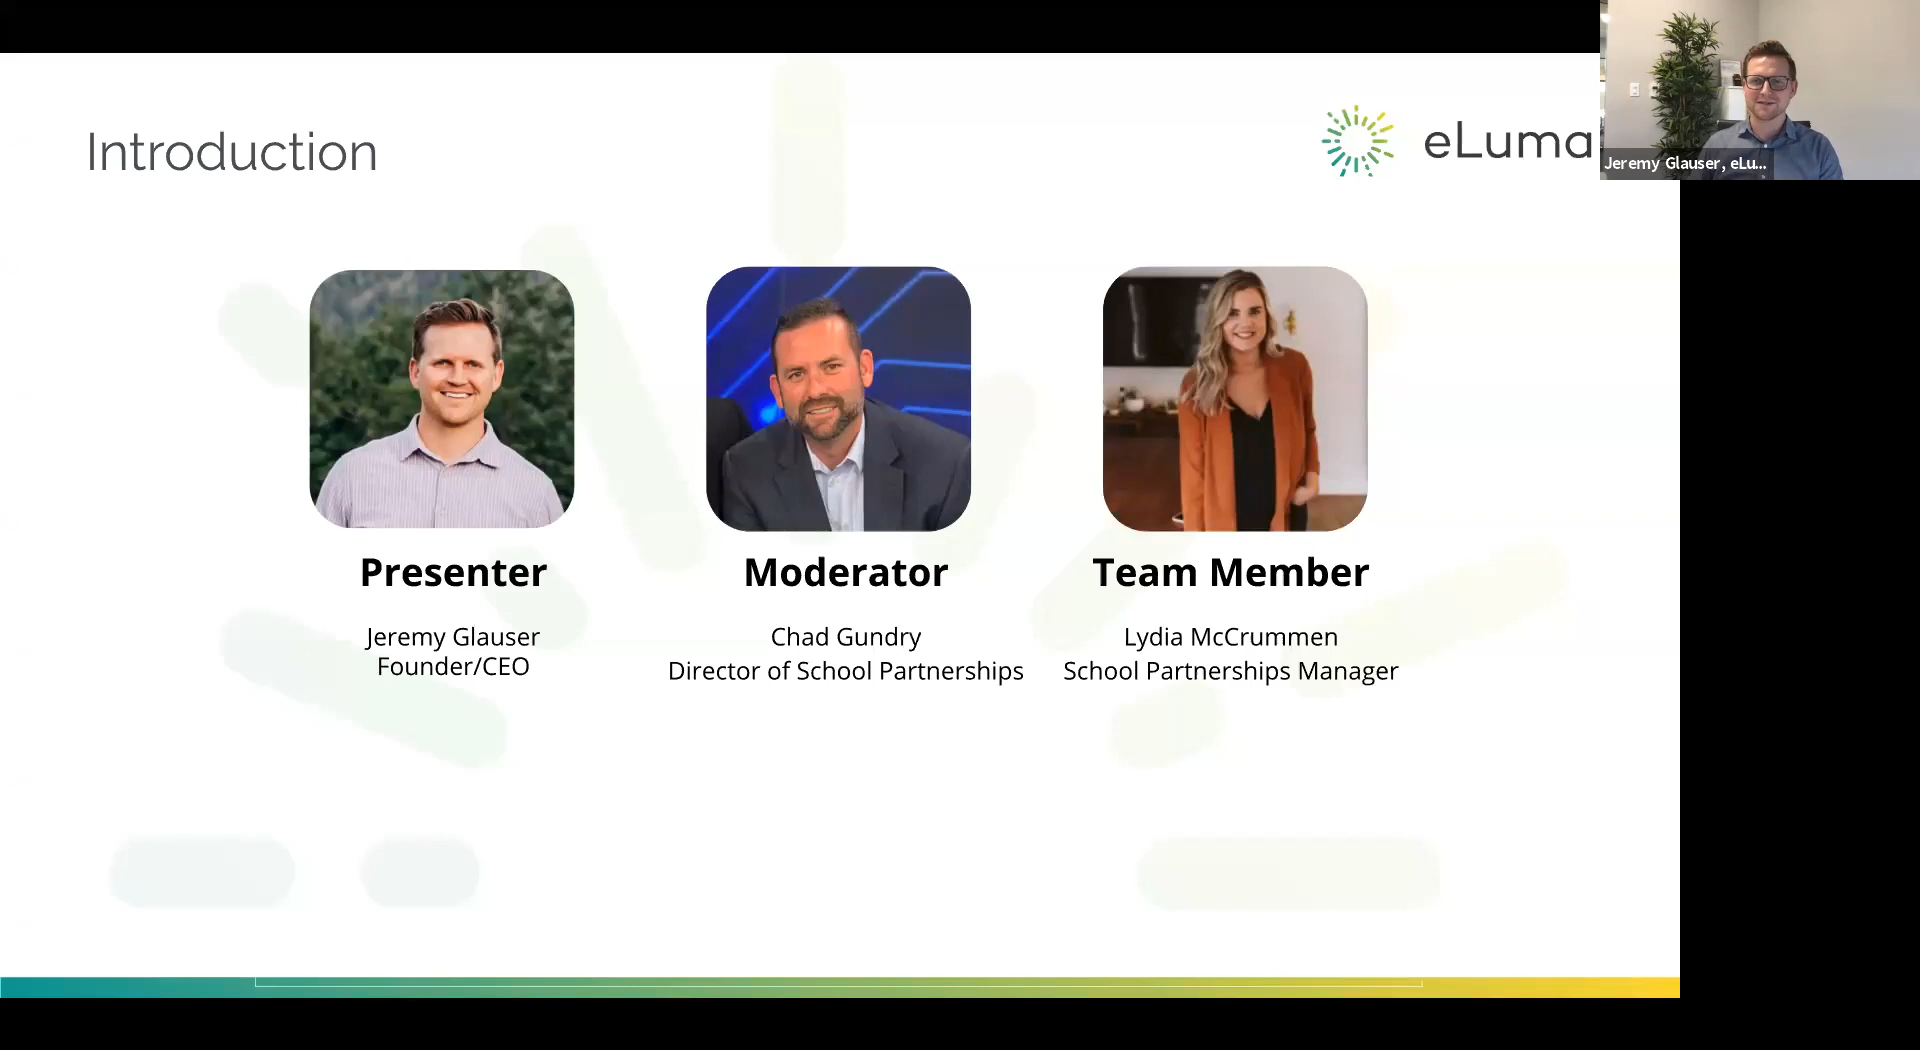 Introduction
eLuma
Jeremy Glauser, eLu...
Presenter
Jeremy Glauser
Founder/CEO
Moderator
Chad Gundry
Director of School Partnerships
Team Member
Lydia McCrummen
School Partnerships Manager